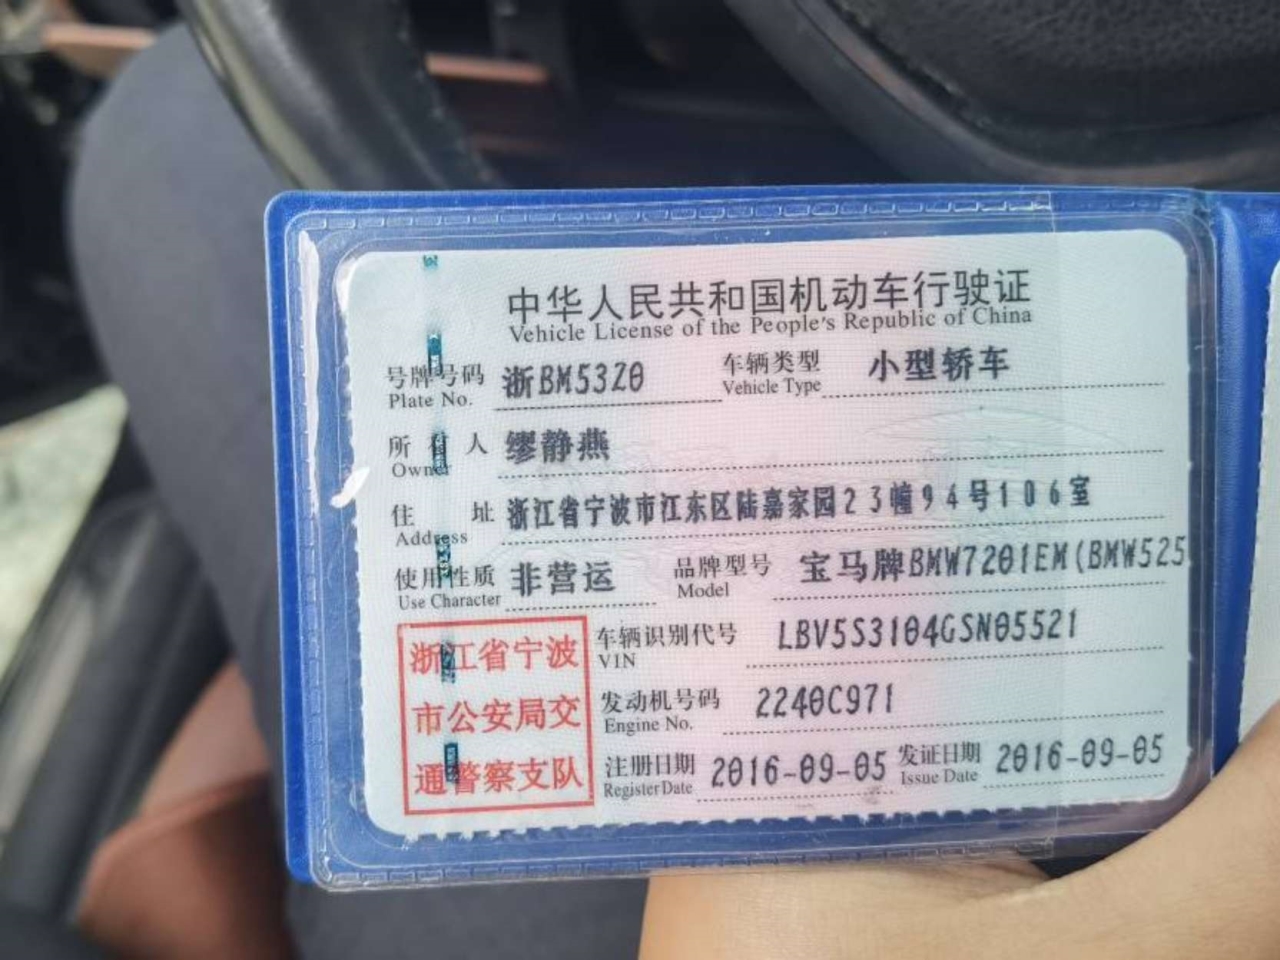 中华人民共和国机动车行驶证
Vehicle License of the People's Republic of China
号牌号码 浙BM5320 车辆类型 小型轿车
Plate No. Vehicle Type
所有人 缪静燕
Owner
住址 浙江省宁波市江东区陆嘉家园23幢94号106室
Address
使用性质 非营运 品牌型号 宝马牌BMW7201EM(BMW525
Use Character Model
浙江省宁波
市公安局交
通警察支队
车辆识别代号 LBV5S3104GSN05521
VIN
发动机号码 2240C971
Engine No.
注册日期 2016-09-05 发证日期 2016-09-05
Register Date Issue Date